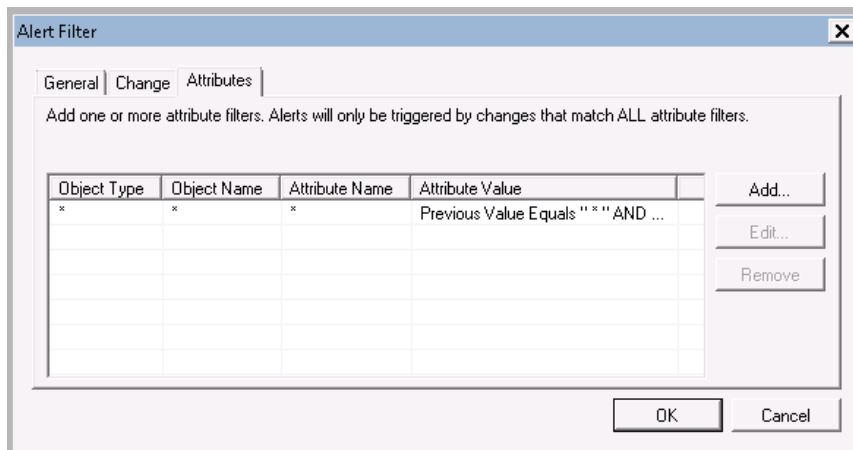 Alert Filter
General Change Attributes
Add one or more attribute filters. Alerts will only be triggered by changes that match ALL attribute filters.
Object Type Object Name Attribute Name Attribute Value Add...
* * * Previous Value Equals " * " AND ...
Edit...
Remove
OK Cancel